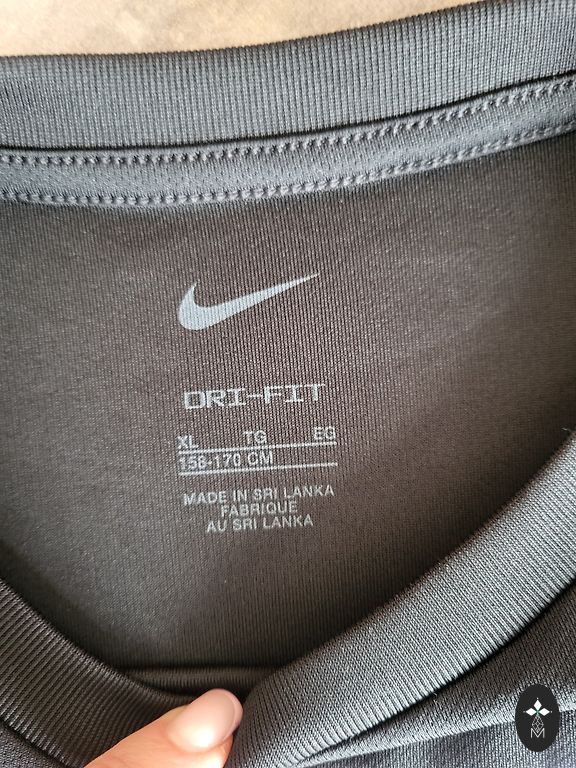 DRI-FIT
XL TG EG
158-170 CM
MADE IN SRI LANKA
FABRIQUE
AU SRI LANKA
M